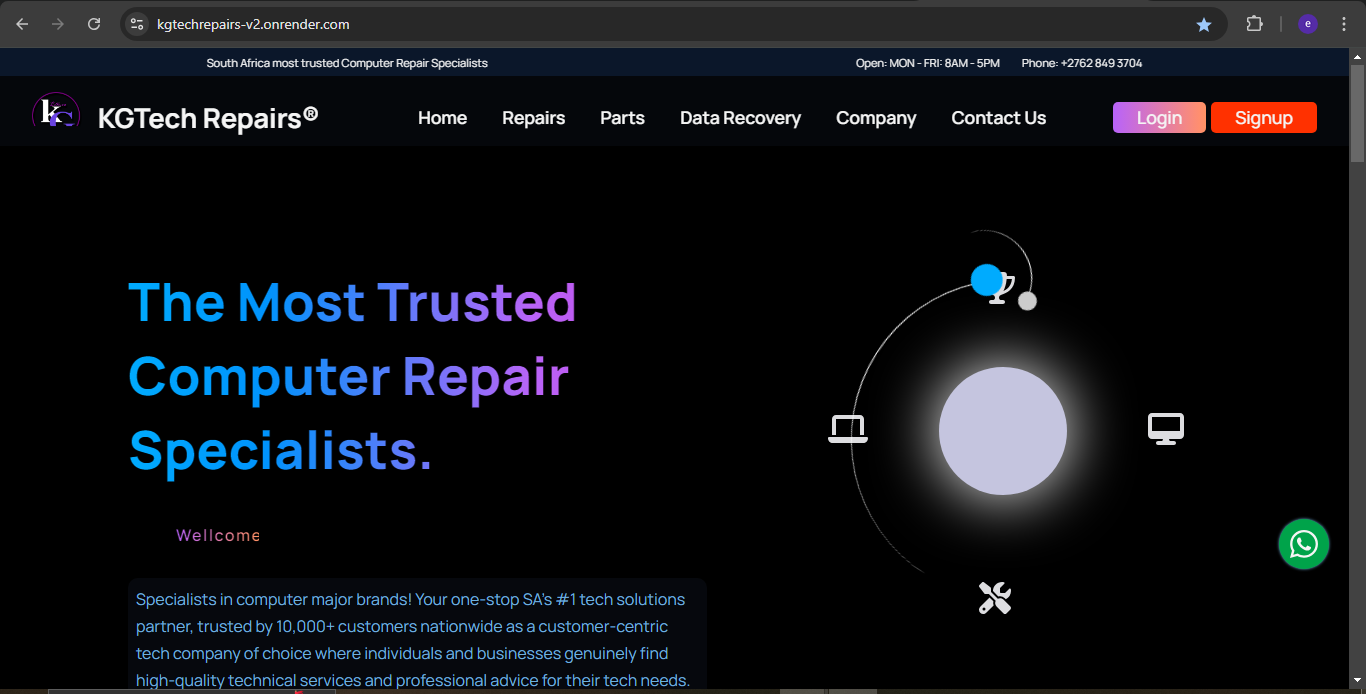 kgtechrepairs-v2.onrender.com
e
South Africa most trusted Computer Repair Specialists
Open: MON - FRI: 8AM - 5PM
Phone: +2762 849 3704
KGTech Repairs®
Home
Repairs
Parts
Data Recovery
Company
Contact Us
Login
Signup
The Most Trusted
Computer Repair
Specialists.
Wellcome
Specialists in computer major brands! Your one-stop SA's #1 tech solutions
partner, trusted by 10,000+ customers nationwide as a customer-centric
tech company of choice where individuals and businesses genuinely find
high-quality technical services and professional advice for their tech needs.